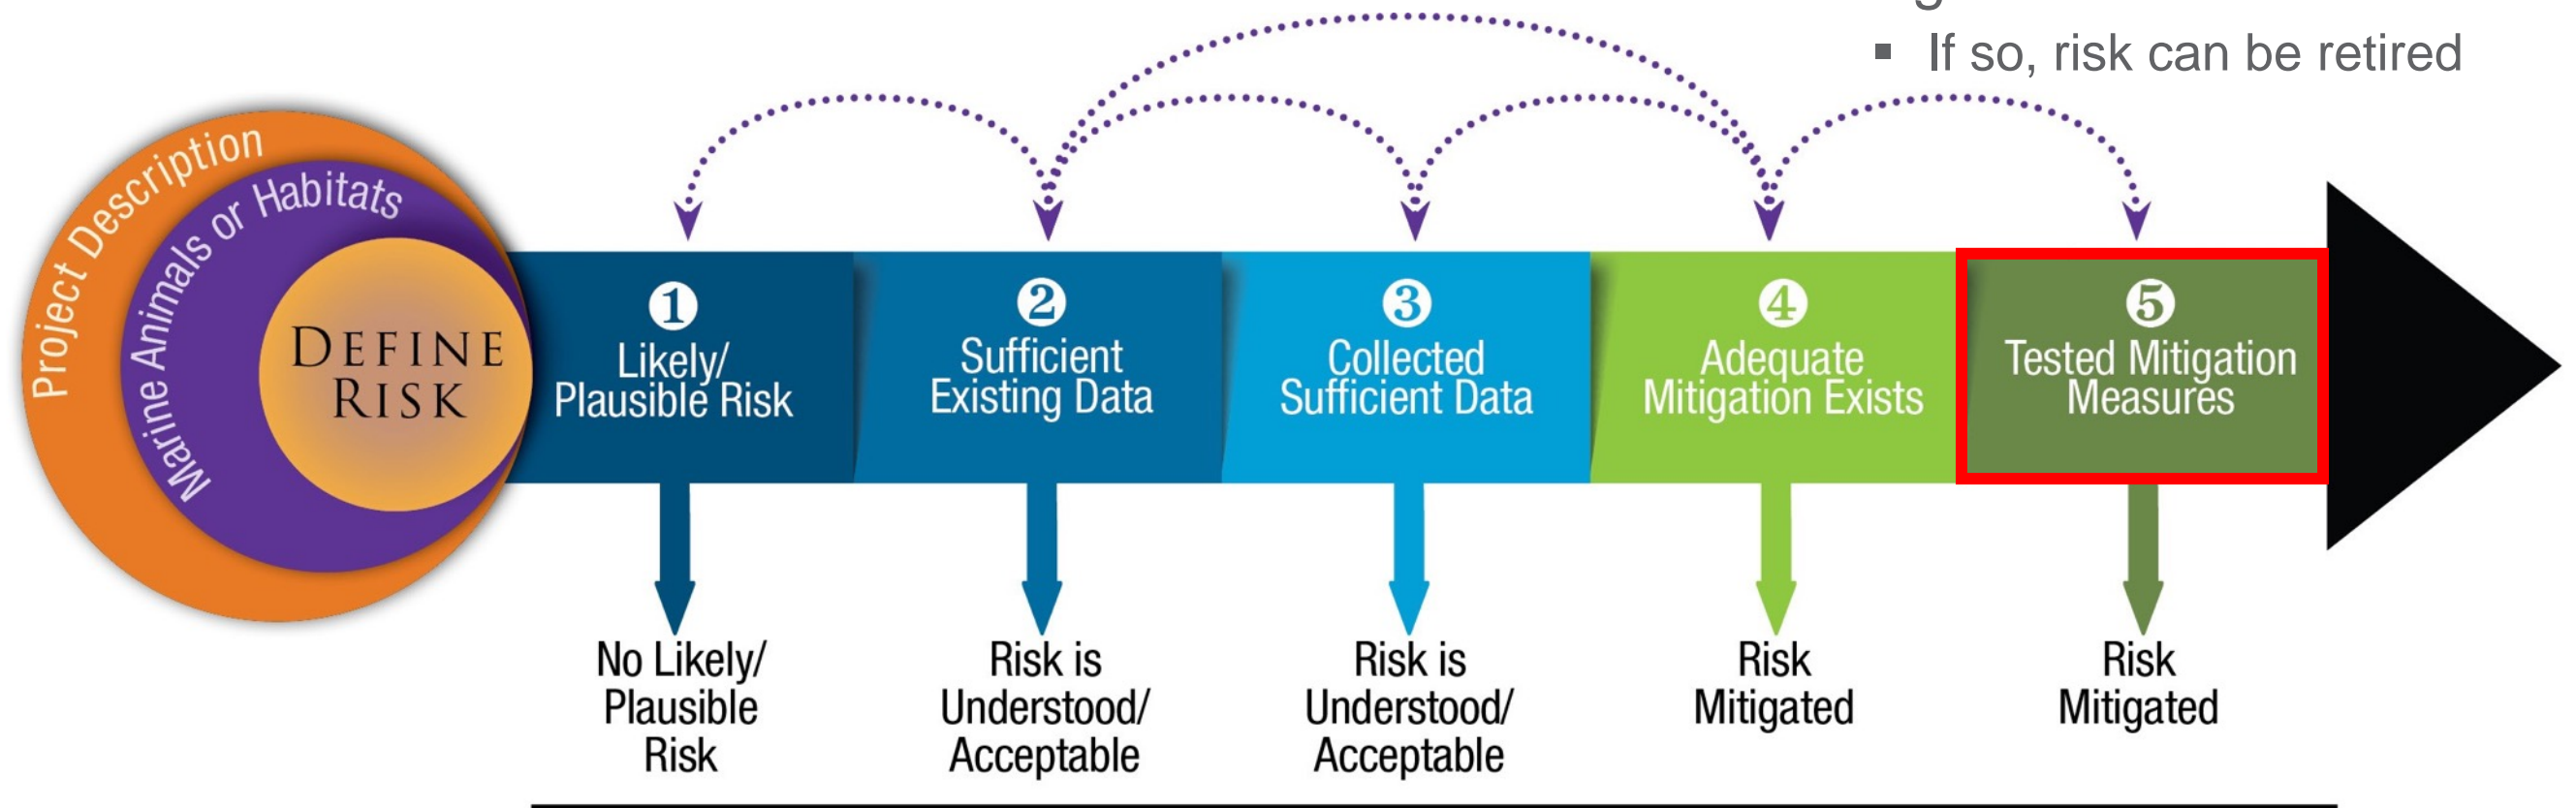 ▪ If so, risk can be retired
Project Description
Marine Animals or Habitats
DEFINE
RISK
1
Likely/
Plausible Risk
2
Sufficient
Existing Data
3
Collected
Sufficient Data
4
Adequate
Mitigation Exists
5
Tested Mitigation
Measures
No Likely/
Plausible
Risk
Risk is
Understood/
Acceptable
Risk is
Understood/
Acceptable
Risk
Mitigated
Risk
Mitigated